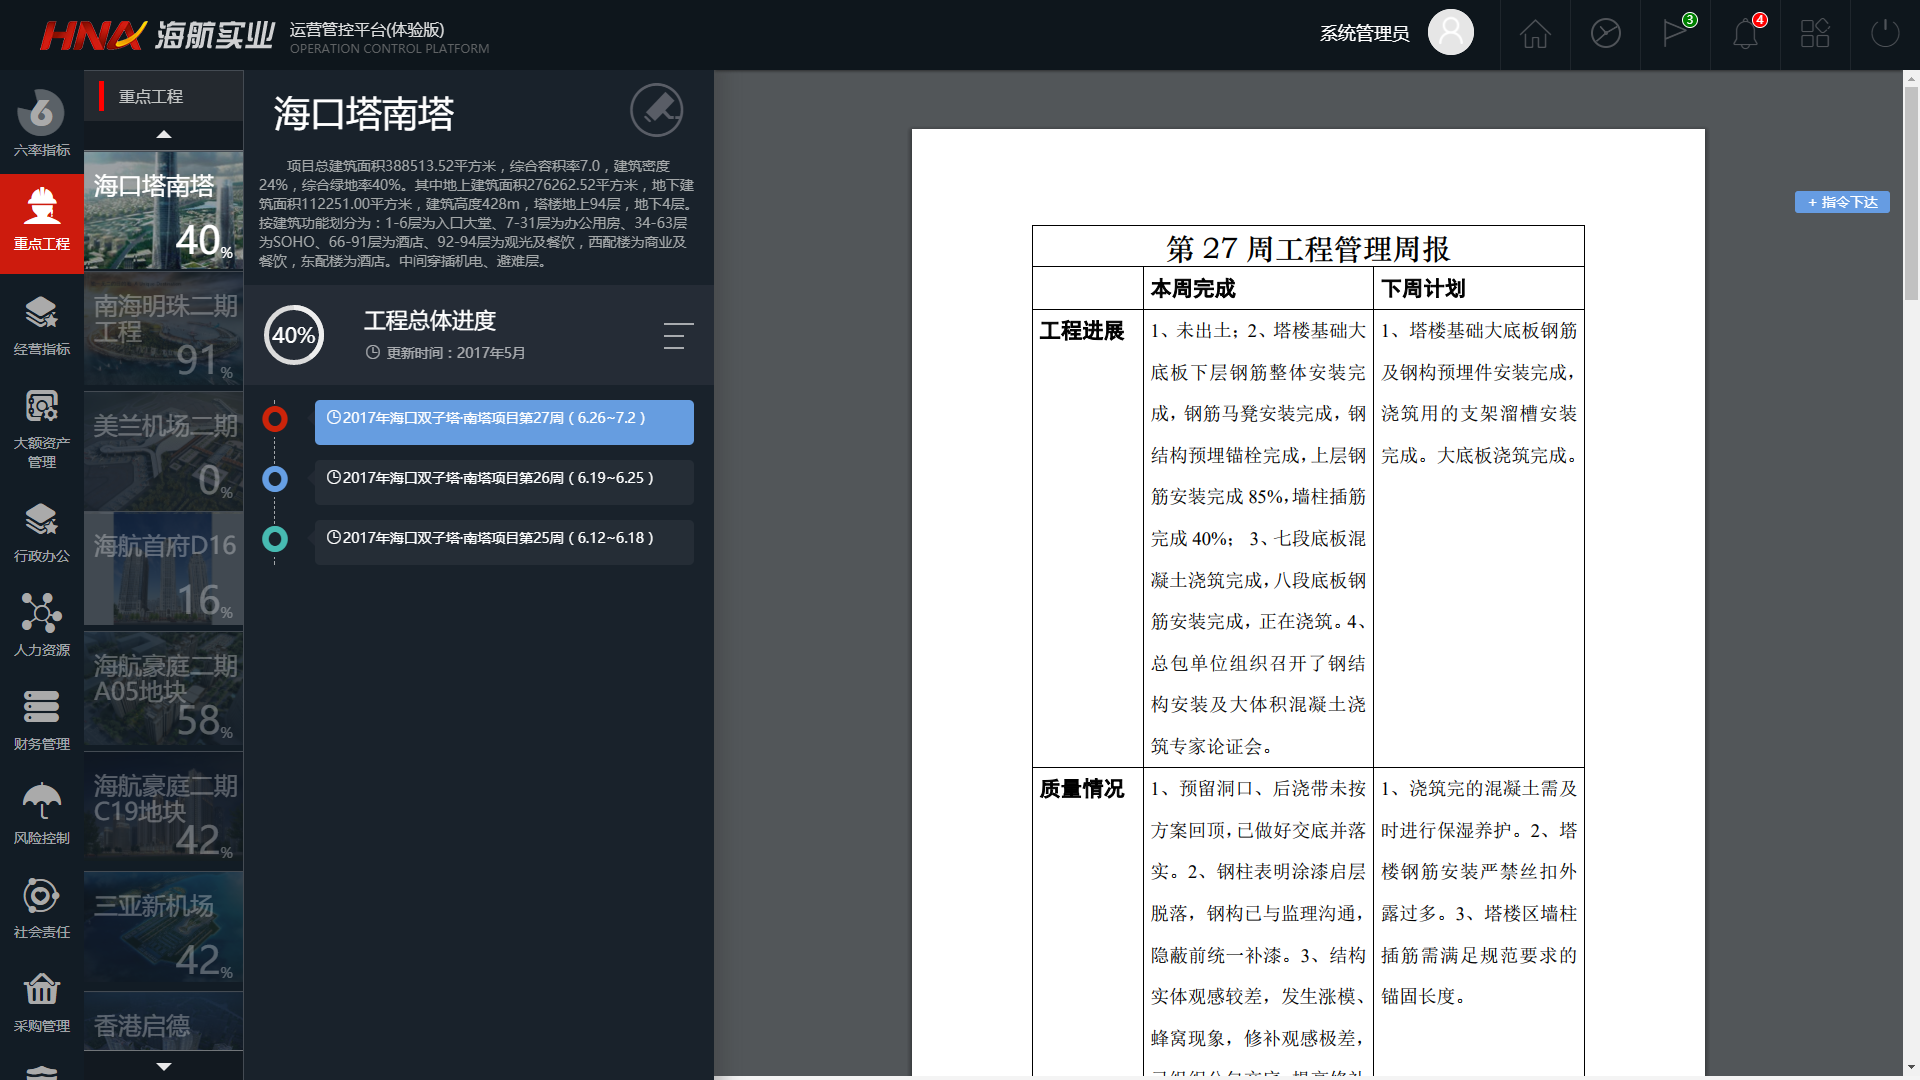 HNA 海航实业
运营管控平台(体验版)
OPERATION CONTROL PLATFORM
系统管理员
3
4
6
六率指标
重点工程
经营指标
大额资产
管理
行政办公
人力资源
财务管理
风险控制
社会责任
采购管理
重点工程
海口塔南塔
40%
南海明珠二期
工程
91%
美兰机场二期
0%
海航首府D16
16%
海航豪庭二期
A05地块
58%
海航豪庭二期
C19地块
42%
三亚新机场
42%
香港启德
海口塔南塔
项目总建筑面积388513.52平方米，综合容积率7.0，建筑密度
24%，综合绿地率40%。其中地上建筑面积276262.52平方米，地下建
筑面积112251.00平方米，建筑高度428m，塔楼地上94层，地下4层。
按建筑功能划分为：1-6层为入口大堂、7-31层为办公用房、34-63层
为SOHO、66-91层为酒店、92-94层为观光及餐饮，西配楼为商业及
餐饮，东配楼为酒店。中间穿插机电、避难层。
40%
工程总体进度
更新时间：2017年5月
2017年海口双子塔-南塔项目第27周（6.26~7.2）
2017年海口双子塔-南塔项目第26周（6.19~6.25）
2017年海口双子塔-南塔项目第25周（6.12~6.18）
+ 指令下达
第 27 周工程管理周报
本周完成
下周计划
工程进展
1、未出土；2、塔楼基础大
底板下层钢筋整体安装完
成，钢筋马凳安装完成，钢
结构预埋锚栓完成，上层钢
筋安装完成 85%，墙柱插筋
完成 40%； 3、七段底板混
凝土浇筑完成，八段底板钢
筋安装完成，正在浇筑。4、
总包单位组织召开了钢结
构安装及大体积混凝土浇
筑专家论证会。
1、塔楼基础大底板钢筋
及钢构预埋件安装完成，
浇筑用的支架溜槽安装
完成。大底板浇筑完成。
质量情况
1、预留洞口、后浇带未按
方案回顶，已做好交底并落
实。2、钢柱表明涂漆启层
脱落，钢构已与监理沟通，
隐蔽前统一补漆。3、结构
实体观感较差，发生涨模、
蜂窝现象，修补观感极差，
1、浇筑完的混凝土需及
时进行保湿养护。2、塔
楼钢筋安装严禁丝扣外
露过多。3、塔楼区墙柱
插筋需满足规范要求的
锚固长度。